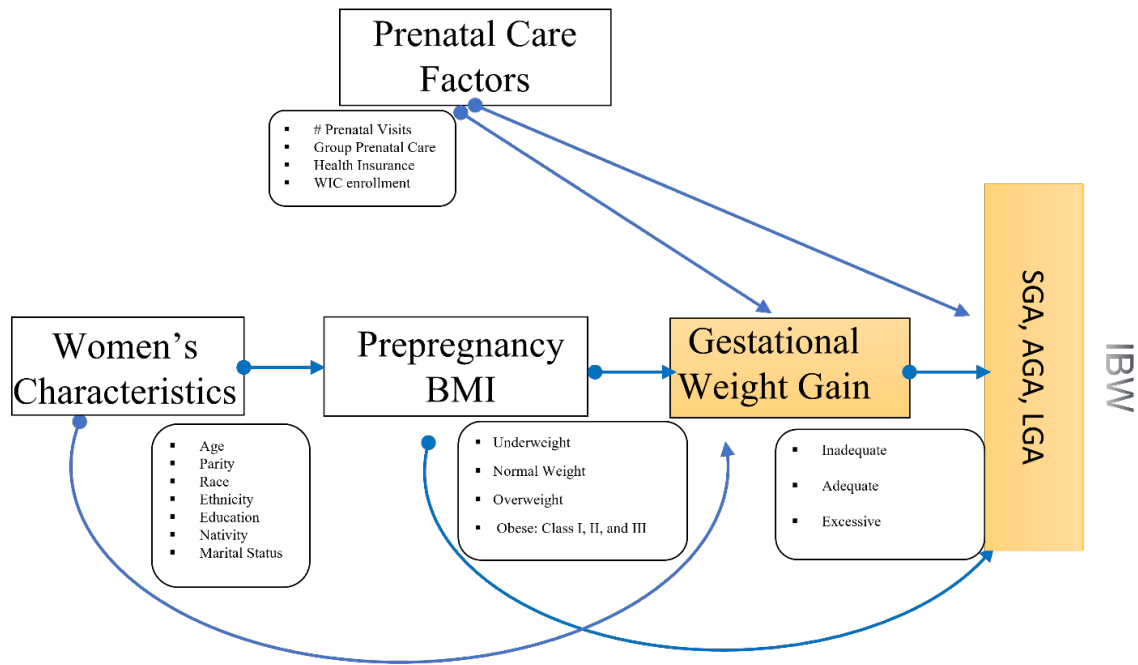 Prenatal Care
Factors
▪ # Prenatal Visits
▪ Group Prenatal Care
▪ Health Insurance
▪ WIC enrollment
Women’s
Characteristics
▪ Age
▪ Parity
▪ Race
▪ Ethnicity
▪ Education
▪ Nativity
▪ Marital Status
Prepregnancy
BMI
▪ Underweight
▪ Normal Weight
▪ Overweight
▪ Obese: Class I, II, and III
Gestational
Weight Gain
▪ Inadequate
▪ Adequate
▪ Excessive
SGA, AGA, LGA
IBW